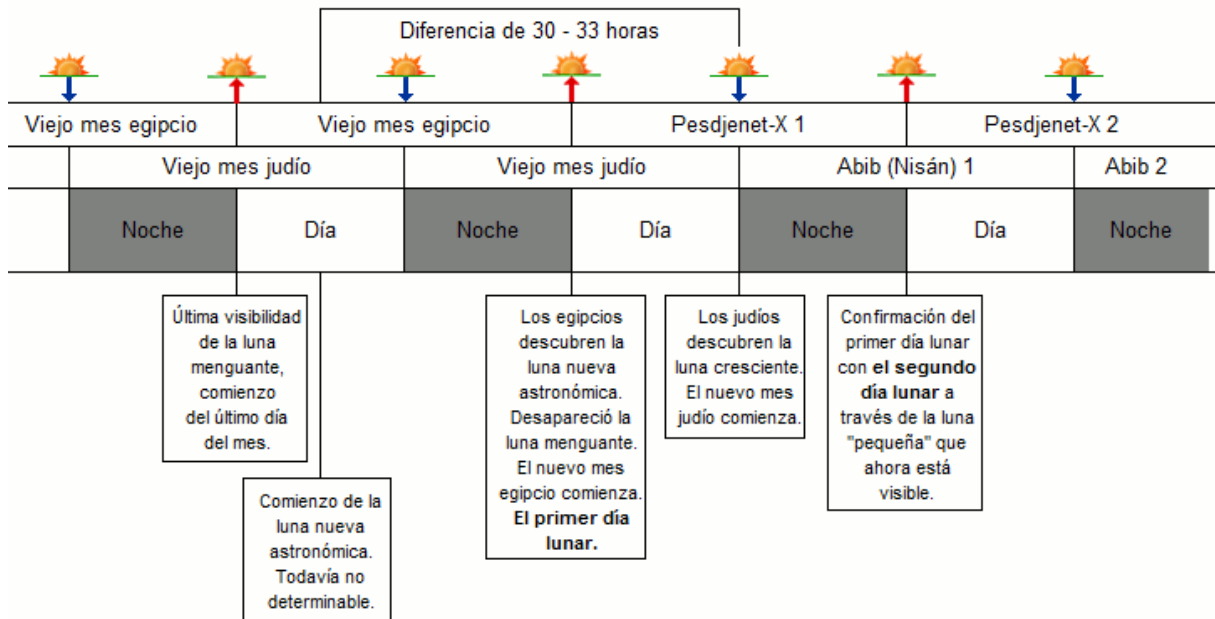 Diferencia de 30 - 33 horas
Viejo mes egipcio
Viejo mes egipcio
Pesdjenet-X 1
Pesdjenet-X 2
Viejo mes judío
Viejo mes judío
Abib (Nisán) 1
Abib 2
Noche
Día
Noche
Día
Noche
Día
Noche
Última visibilidad
de la luna
menguante,
comienzo
del último día
del mes.
Comienzo de la
luna nueva
astronómica.
Todavía no
determinable.
Los egipcios
descubren la
luna nueva
astronómica.
Desapareció la
luna menguante.
El nuevo mes
egipcio comienza.
El primer día
lunar.
Los judíos
descubren la
luna cresciente.
El nuevo mes
judío comienza.
Confirmación del
primer día lunar
con el segundo
día lunar a
través de la luna
"pequeña" que
ahora está
visible.